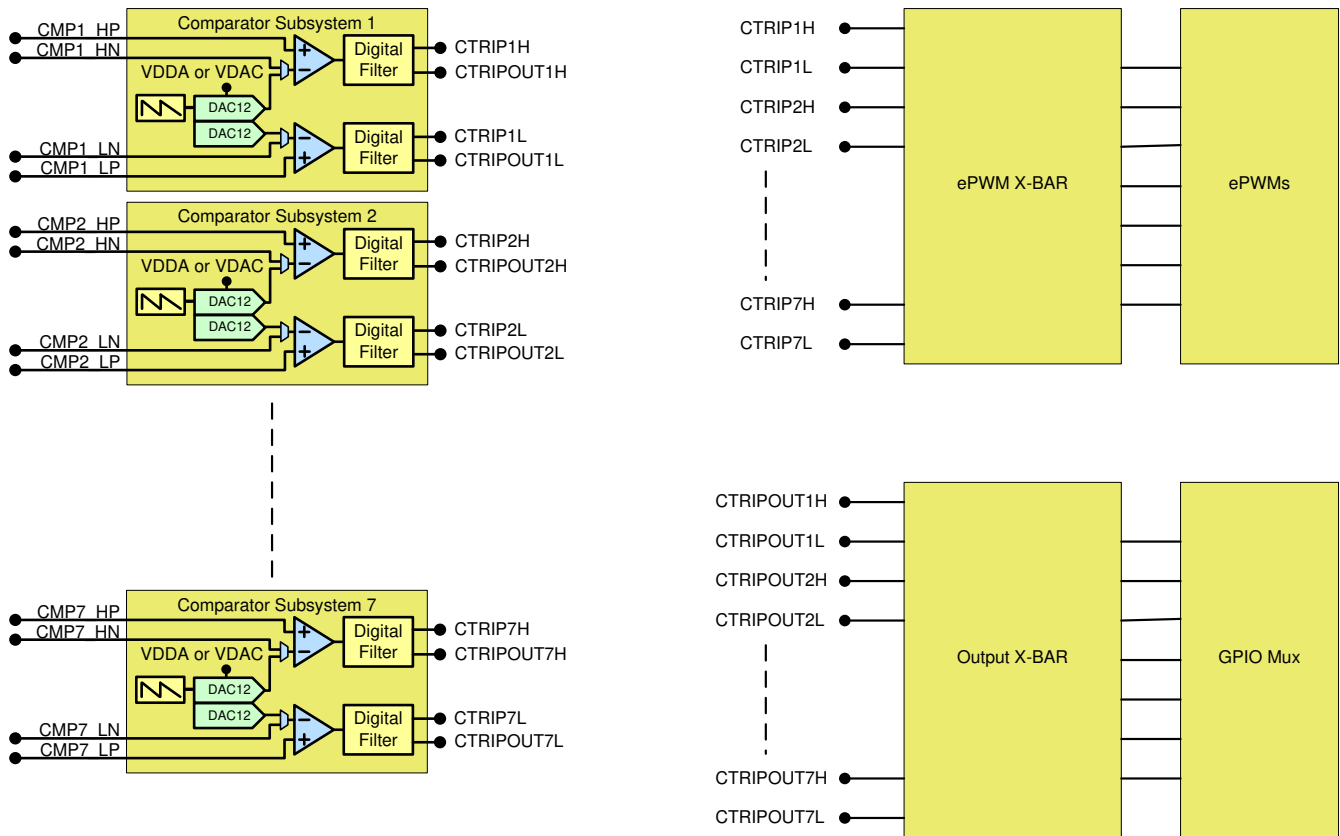 Comparator Subsystem 1
CMP1_HP
CMP1_HN
VDDA or VDAC
DAC12
DAC12
CMP1_LN
CMP1_LP
Digital
Filter
Digital
Filter
CTRIP1H
CTRIPOUT1H
CTRIP1L
CTRIPOUT1L
Comparator Subsystem 2
CMP2_HP
CMP2_HN
VDDA or VDAC
DAC12
DAC12
CMP2_LN
CMP2_LP
Digital
Filter
Digital
Filter
CTRIP2H
CTRIPOUT2H
CTRIP2L
CTRIPOUT2L
Comparator Subsystem 7
CMP7_HP
CMP7_HN
VDDA or VDAC
DAC12
DAC12
CMP7_LN
CMP7_LP
Digital
Filter
Digital
Filter
CTRIP7H
CTRIPOUT7H
CTRIP7L
CTRIPOUT7L
CTRIP1H
CTRIP1L
CTRIP2H
CTRIP2L
CTRIP7H
CTRIP7L
ePWM X-BAR
ePWMs
CTRIPOUT1H
CTRIPOUT1L
CTRIPOUT2H
CTRIPOUT2L
CTRIPOUT7H
CTRIPOUT7L
Output X-BAR
GPIO Mux